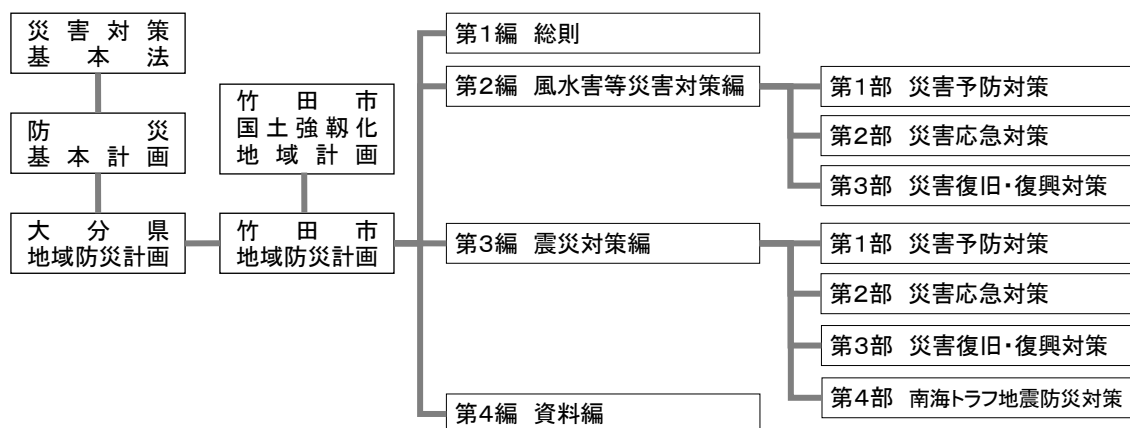 災害対策
基本法
防災
基本計画
大分県
地域防災計画
竹田市
国土強靱化
地域計画
竹田市
地域防災計画
第1編 総則
第2編 風水害等災害対策編
第1部 災害予防対策
第2部 災害応急対策
第3部 災害復旧・復興対策
第3編 震災対策編
第1部 災害予防対策
第2部 災害応急対策
第3部 災害復旧・復興対策
第4部 南海トラフ地震防災対策
第4編 資料編